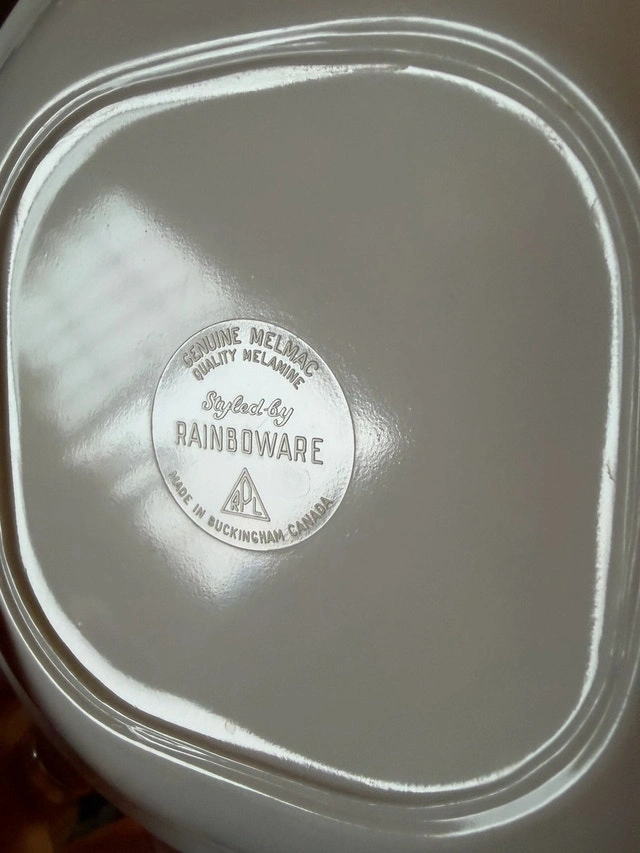 GENUINE MELMAC
QUALITY MELAMINE
Styled by
RAINBOWARE
RPL
MADE IN BUCKINGHAM CANADA